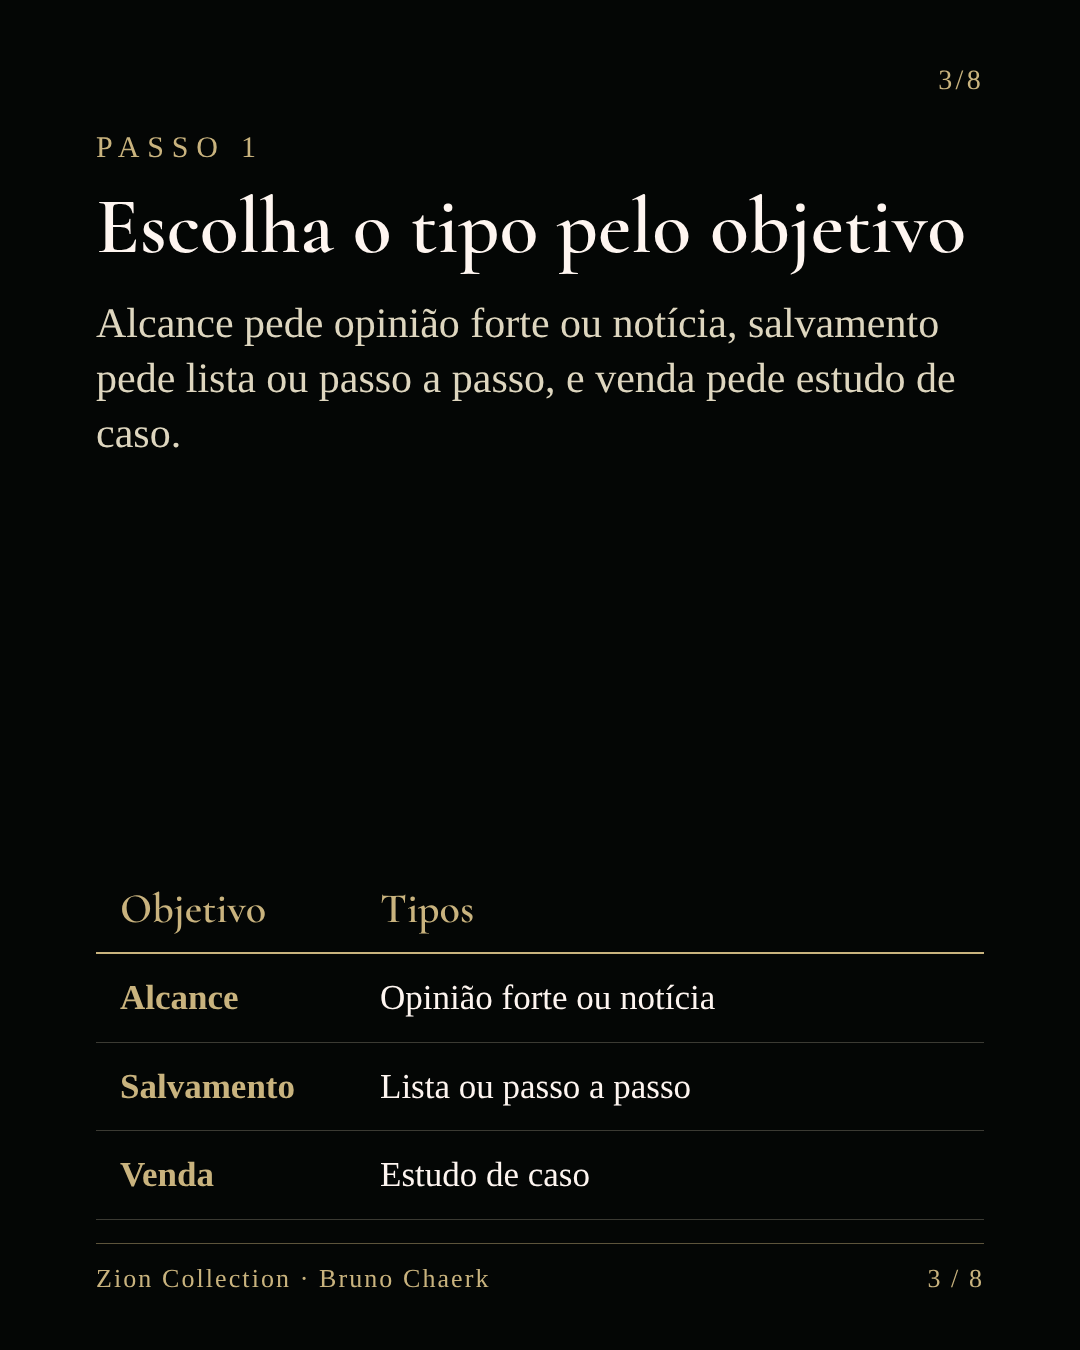 3/8
PASSO 1
Escolha o tipo pelo objetivo
Alcance pede opinião forte ou notícia, salvamento
pede lista ou passo a passo, e venda pede estudo de
caso.
Objetivo Tipos
Alcance Opinião forte ou notícia
Salvamento Lista ou passo a passo
Venda Estudo de caso
Zion Collection · Bruno Chaerk 3 / 8